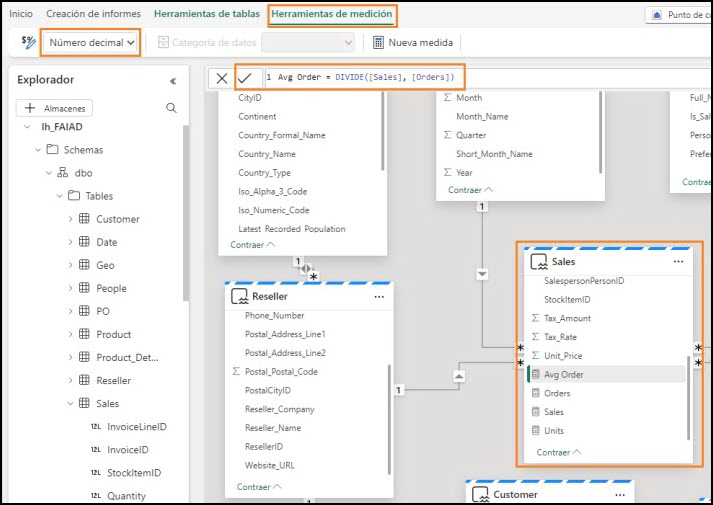 Inicio Creación de informes Herramientas de tablas Herramientas de medición
Punto de co
Número decimal Categoría de datos Nueva medida
Explorador
1 Avg Order = DIVIDE([Sales], [Orders])
Almacenes
lh_FAIAD
Schemas
dbo
Tables
Customer
Date
Geo
People
PO
Product
Product_Det...
Reseller
Sales
12L InvoiceLineID
12L InvoiceID
12L StockItemID
12L Quantity
CityID
Continent
Country_Formal_Name
Country_Name
Country_Type
Iso_Alpha_3_Code
Iso_Numeric_Code
Latest Recorded Population
Contraer
1
*
Reseller
Phone_Number
Postal_Address_Line1
Postal_Address_Line2
Σ Postal_Postal_Code
PostalCityID
Reseller_Company
Reseller_Name
ResellerID
Website_URL
Contraer
1
1
Σ Month
Month_Name
Σ Quarter
Short_Month_Name
Σ Year
Contraer
1
Full_N
Is_Sal
Perso
Prefer
Contrae
Sales
SalespersonPersonID
StockItemID
Σ Tax_Amount
Σ Tax_Rate
Σ Unit_Price
Avg Order
Orders
Sales
Units
Contraer
*
*
*
*
Customer